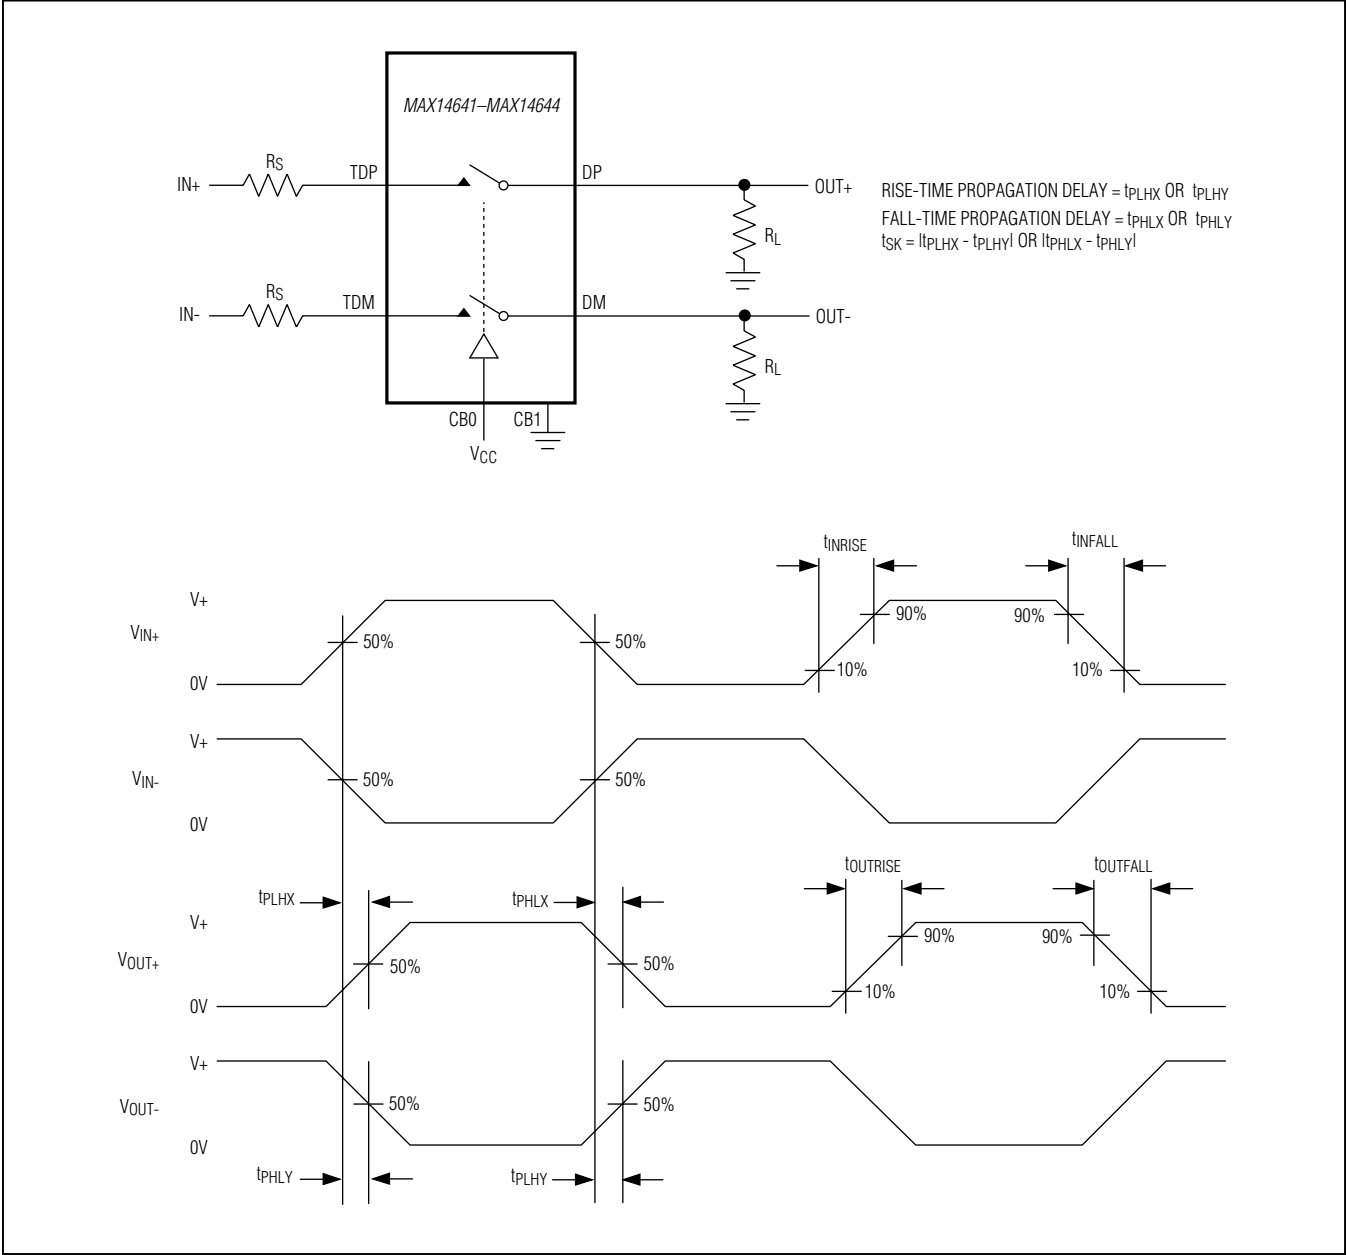 MAX14641–MAX14644
IN+
RS
TDP
DP
OUT+
RL
IN-
RS
TDM
DM
OUT-
RL
CB0
CB1
VCC
RISE-TIME PROPAGATION DELAY = tPLHX OR tPLHY
FALL-TIME PROPAGATION DELAY = tPHLX OR tPHLY
tSK = |tPLHX - tPLHY| OR |tPHLX - tPHLY|
tINRISE
tINFALL
V+
VIN+
0V
50%
50%
90%
10%
90%
10%
V+
VIN-
0V
50%
50%
tOUTRISE
tOUTFALL
tPLHX
tPHLX
V+
VOUT+
0V
50%
50%
90%
10%
90%
10%
V+
VOUT-
0V
50%
50%
tPHLY
tPLHY